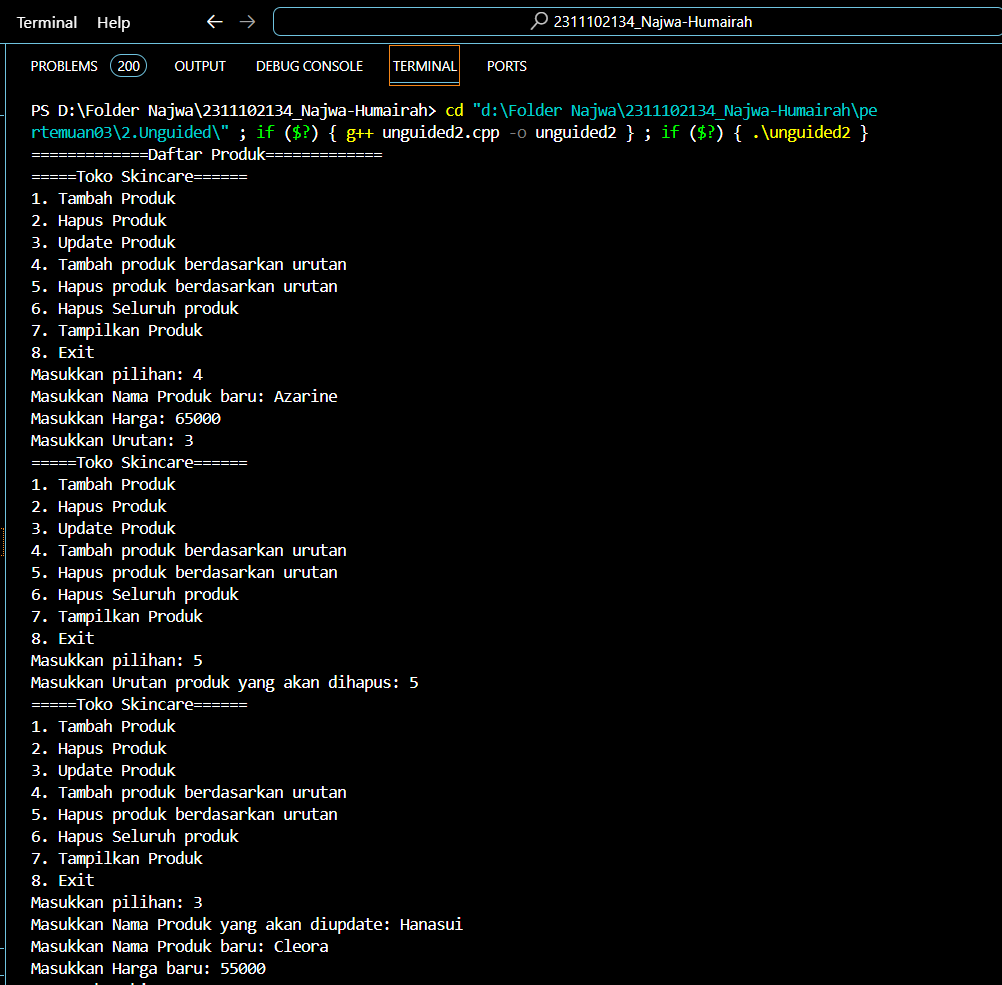 Terminal Help ← → 2311102134_Najwa-Humairah
PROBLEMS 200 OUTPUT DEBUG CONSOLE TERMINAL PORTS
PS D:\Folder Najwa\2311102134_Najwa-Humairah> cd "d:\Folder Najwa\2311102134_Najwa-Humairah\pe
rtemuan03\2.Unguided\" ; if ($?) { g++ unguided2.cpp -o unguided2 } ; if ($?) { .\unguided2 }
=============Daftar Produk=============
=====Toko Skincare======
1. Tambah Produk
2. Hapus Produk
3. Update Produk
4. Tambah produk berdasarkan urutan
5. Hapus produk berdasarkan urutan
6. Hapus Seluruh produk
7. Tampilkan Produk
8. Exit
Masukkan pilihan: 4
Masukkan Nama Produk baru: Azarine
Masukkan Harga: 65000
Masukkan Urutan: 3
=====Toko Skincare======
1. Tambah Produk
2. Hapus Produk
3. Update Produk
4. Tambah produk berdasarkan urutan
5. Hapus produk berdasarkan urutan
6. Hapus Seluruh produk
7. Tampilkan Produk
8. Exit
Masukkan pilihan: 5
Masukkan Urutan produk yang akan dihapus: 5
=====Toko Skincare======
1. Tambah Produk
2. Hapus Produk
3. Update Produk
4. Tambah produk berdasarkan urutan
5. Hapus produk berdasarkan urutan
6. Hapus Seluruh produk
7. Tampilkan Produk
8. Exit
Masukkan pilihan: 3
Masukkan Nama Produk yang akan diupdate: Hanasui
Masukkan Nama Produk baru: Cleora
Masukkan Harga baru: 55000